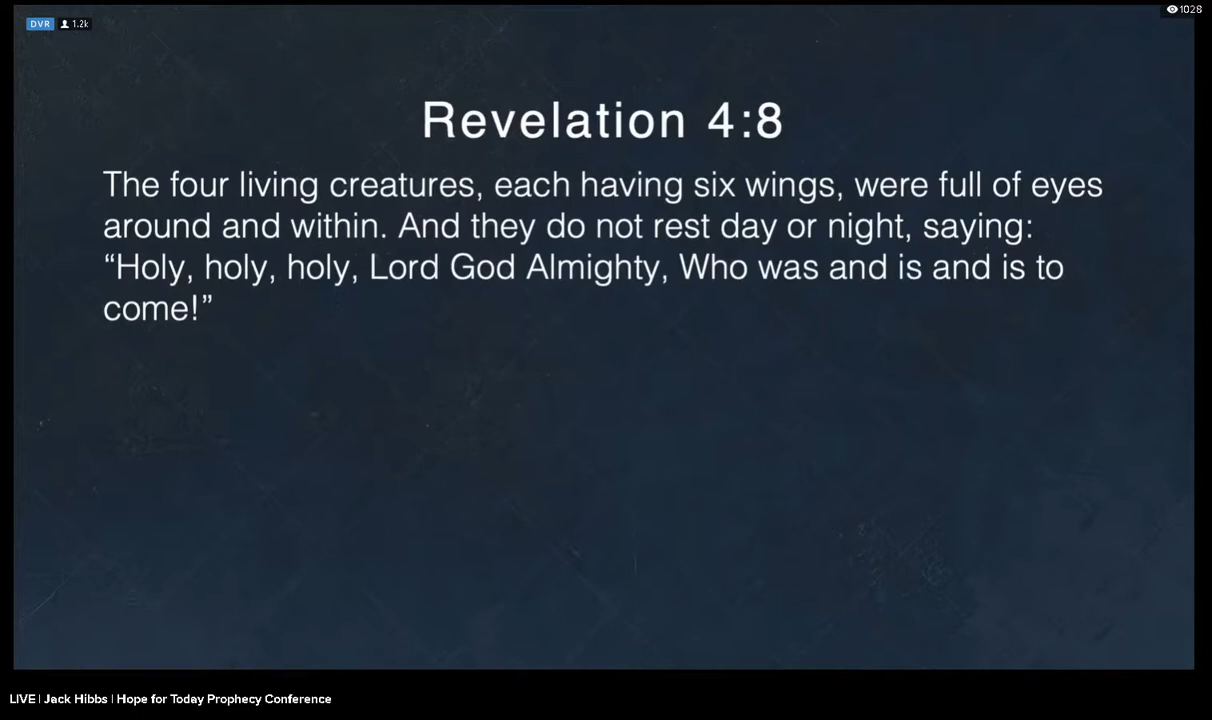 DVR 1.2k
1028
Revelation 4:8
The four living creatures, each having six wings, were full of eyes
around and within. And they do not rest day or night, saying:
“Holy, holy, holy, Lord God Almighty, Who was and is and is to
come!”
LIVE | Jack Hibbs | Hope for Today Prophecy Conference